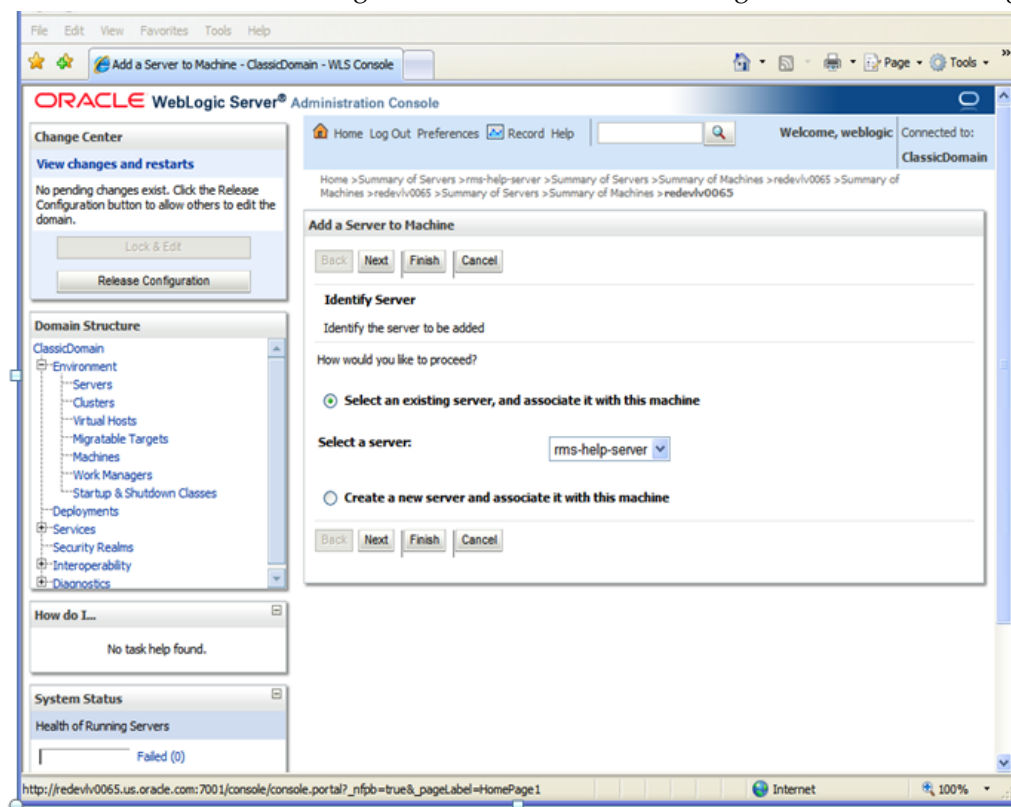 File Edit View Favorites Tools Help
Add a Server to Machine - ClassicDomain - WLS Console
Page Tools
ORACLE WebLogic Server® Administration Console
Change Center
View changes and restarts
No pending changes exist. Click the Release
Configuration button to allow others to edit the
domain.
Lock & Edit
Release Configuration
Domain Structure
ClassicDomain
Environment
Servers
Clusters
Virtual Hosts
Migratable Targets
Machines
Work Managers
Startup & Shutdown Classes
Deployments
Services
Security Realms
Interoperability
Diagnostics
How do I...
No task help found.
System Status
Health of Running Servers
Failed (0)
Home Log Out Preferences Record Help
Welcome, weblogic
Connected to:
ClassicDomain
Home >Summary of Servers >rms-help-server >Summary of Servers >Summary of Machines >redevlv0065 >Summary of
Machines >redevlv0065 >Summary of Servers >Summary of Machines >redevlv0065
Add a Server to Machine
Back Next Finish Cancel
Identify Server
Identify the server to be added
How would you like to proceed?
Select an existing server, and associate it with this machine
Select a server: rms-help-server
Create a new server and associate it with this machine
Back Next Finish Cancel
http://redevlv0065.us.oracle.com:7001/console/console.portal?_nfpb=true&_pageLabel=HomePage1
Internet
100%